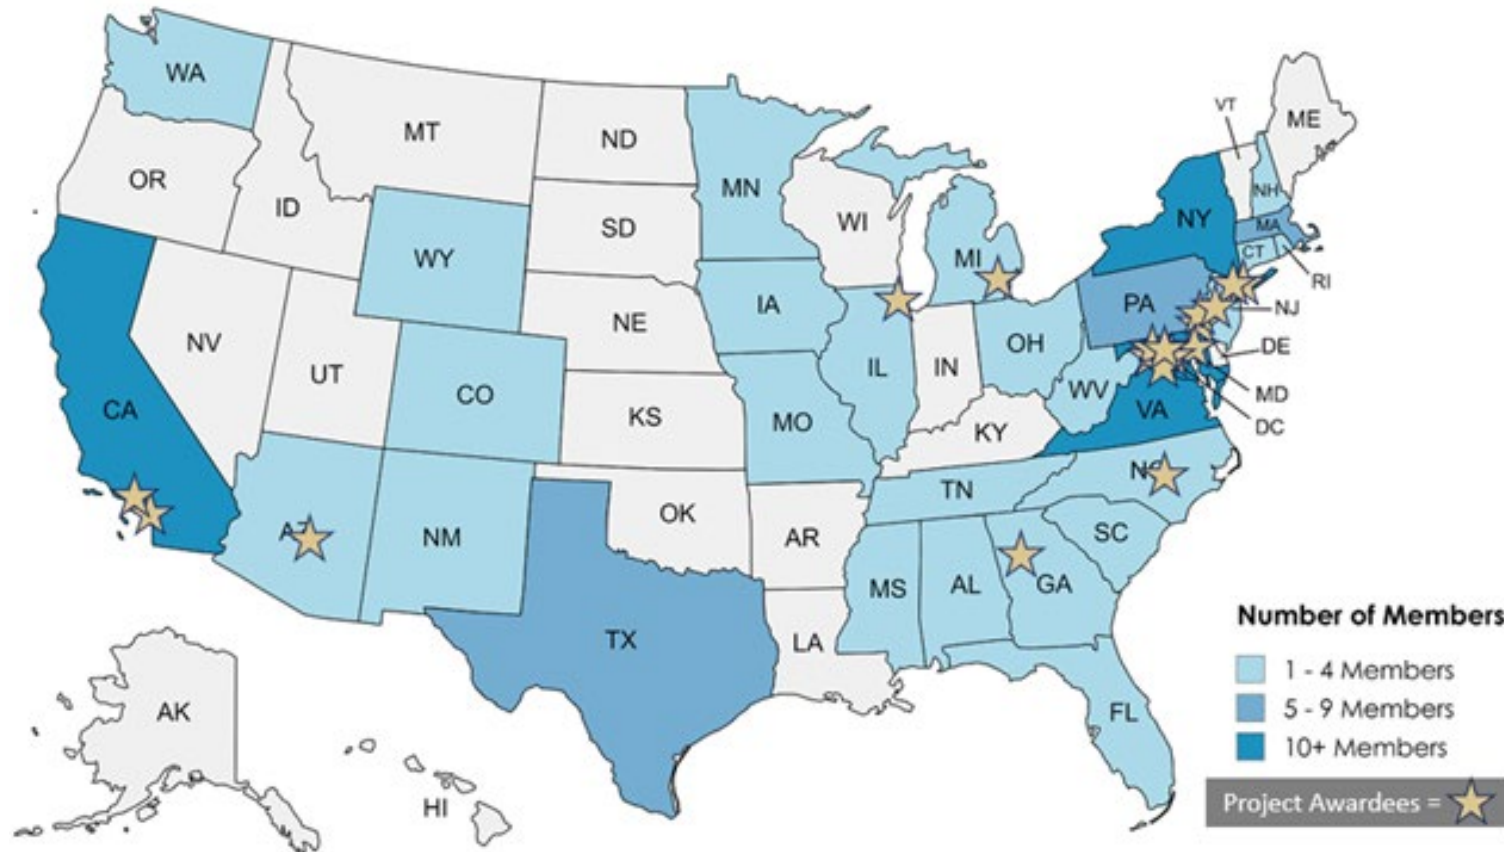 WA
MT
ND
MN
VT
ME
OR
ID
SD
WI
NY
NH
MA
WY
MI
CT
RI
IA
PA
NJ
NE
NV
OH
DE
UT
IL
IN
CO
WV
MD
CA
KS
MO
VA
DC
KY
TN
OK
NM
AR
SC
MS
AL
GA
TX
LA
FL
AK
HI
Number of Members
1 - 4 Members
5 - 9 Members
10+ Members
Project Awardees =